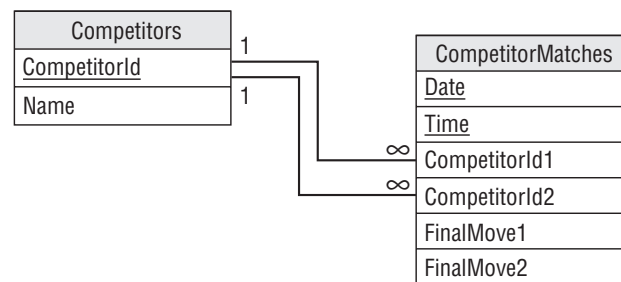 Competitors
CompetitorId
Name
1
1
∞
∞
CompetitorMatches
Date
Time
CompetitorId1
CompetitorId2
FinalMove1
FinalMove2